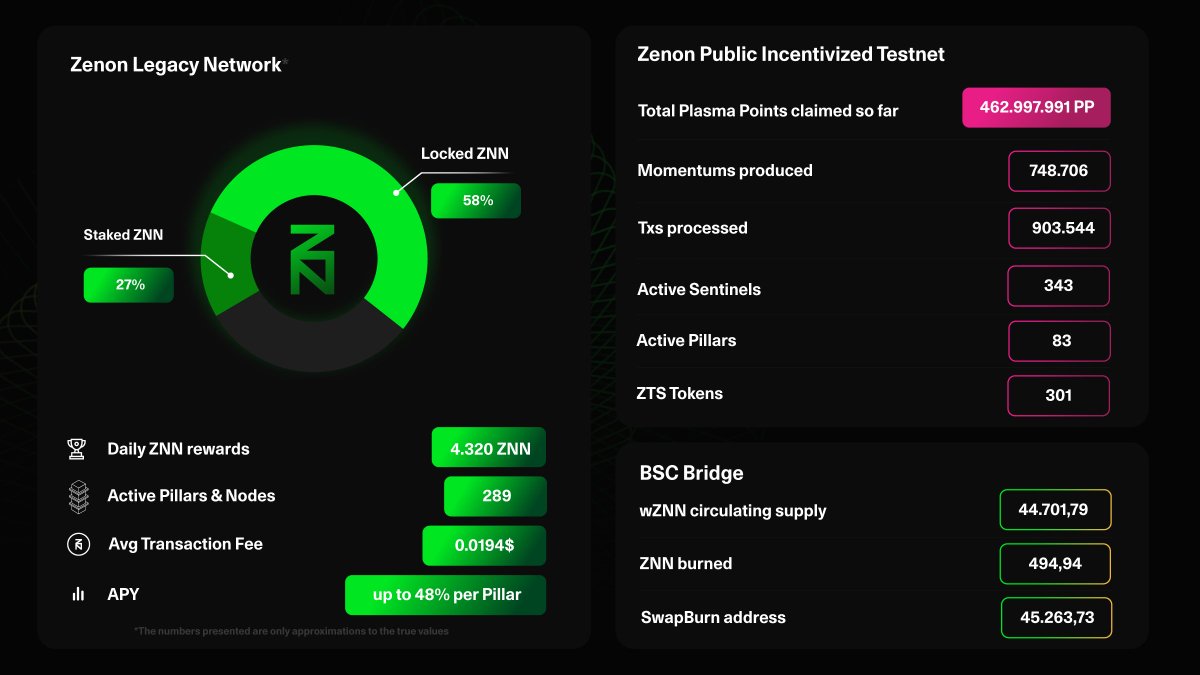 Zenon Legacy Network*
Locked ZNN
58%
Staked ZNN
27%
Daily ZNN rewards 4.320 ZNN
Active Pillars & Nodes 289
Avg Transaction Fee 0.0194$
APY up to 48% per Pillar
*The numbers presented are only approximations to the true values
Zenon Public Incentivized Testnet
Total Plasma Points claimed so far 462.997.991 PP
Momentums produced 748.706
Txs processed 903.544
Active Sentinels 343
Active Pillars 83
ZTS Tokens 301
BSC Bridge
wZNN circulating supply 44.701,79
ZNN burned 494,94
SwapBurn address 45.263,73